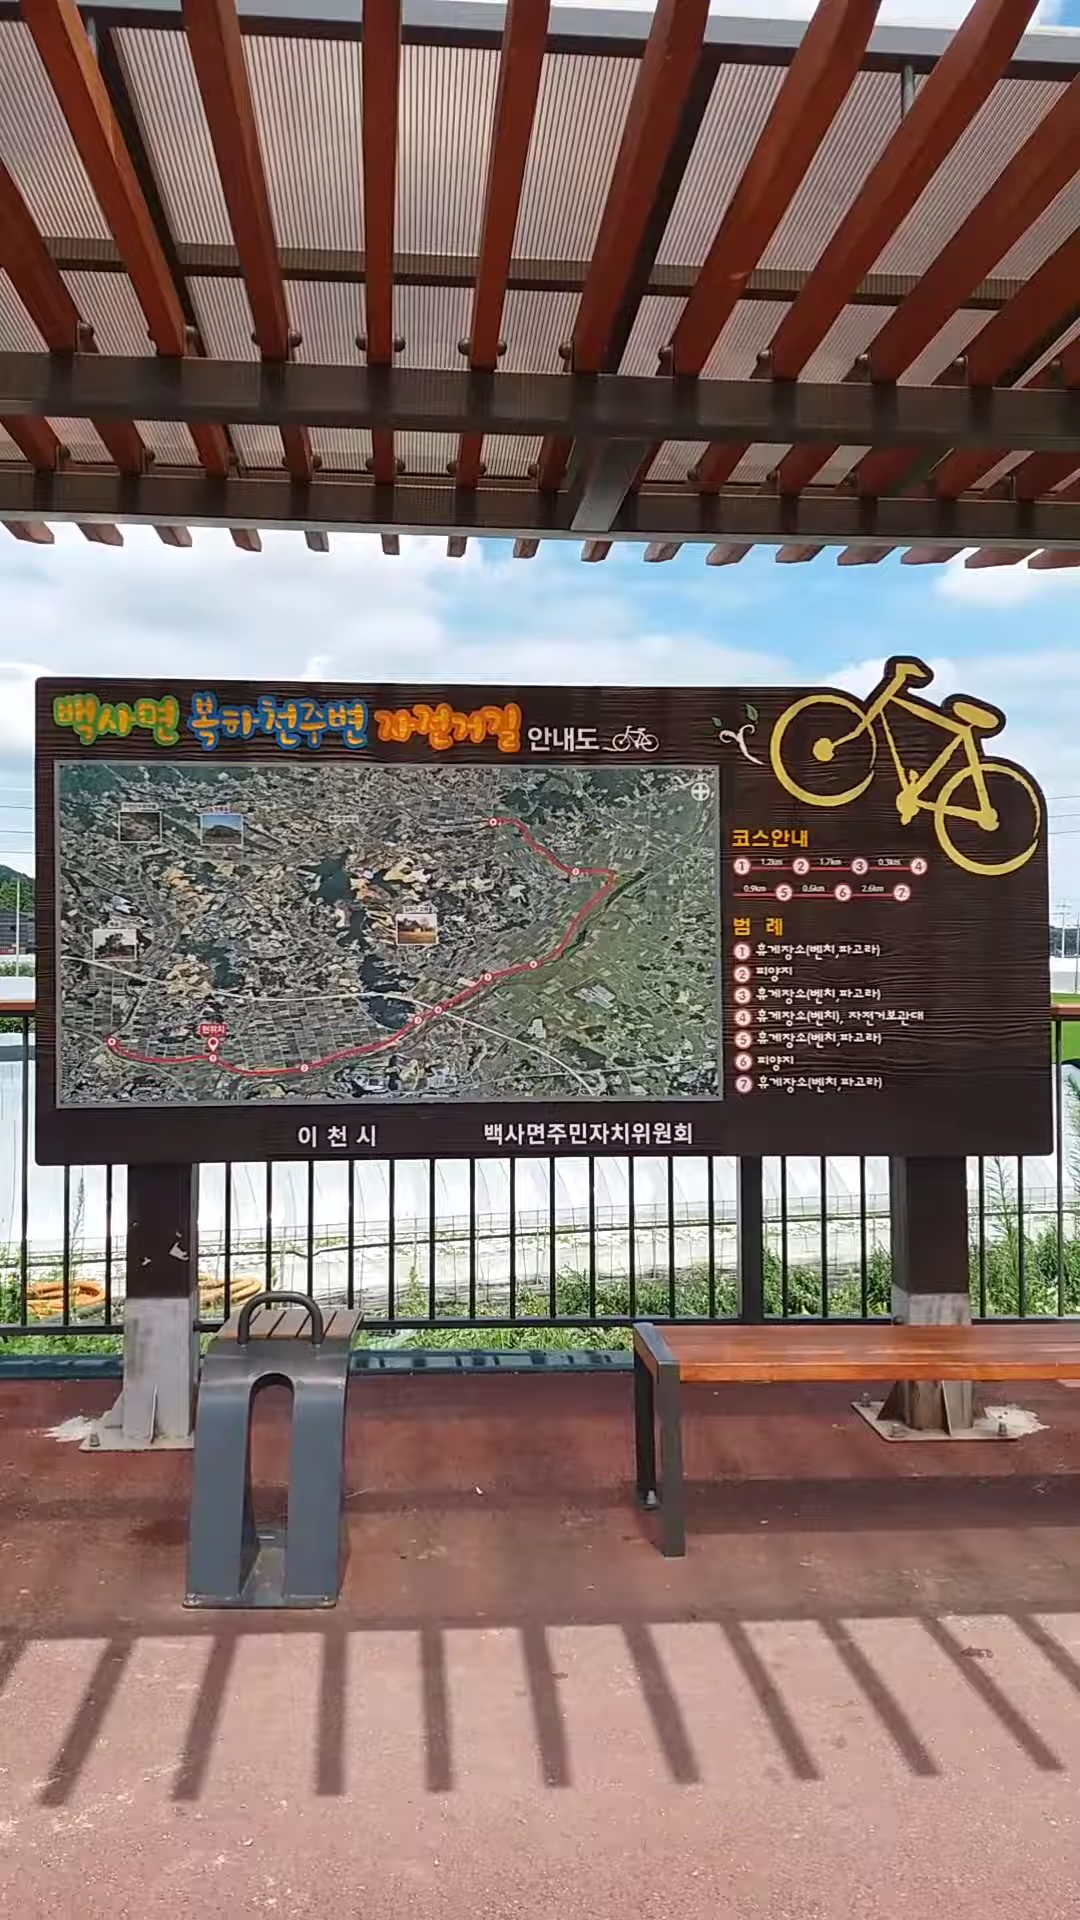 백사면 복하천주변 자전거길 안내도
코스안내
1 1.2km 2 1.7km 3 0.3km 4
0.9km 5 0.6km 6 2.6km 7
범 례
1 휴게장소(벤치,파고라)
2 피양지
3 휴게장소(벤치,파고라)
4 휴게장소(벤치), 자전거보관대
5 휴게장소(벤치,파고라)
6 피양지
7 휴게장소(벤치,파고라)
현위치
이천시 백사면주민자치위원회